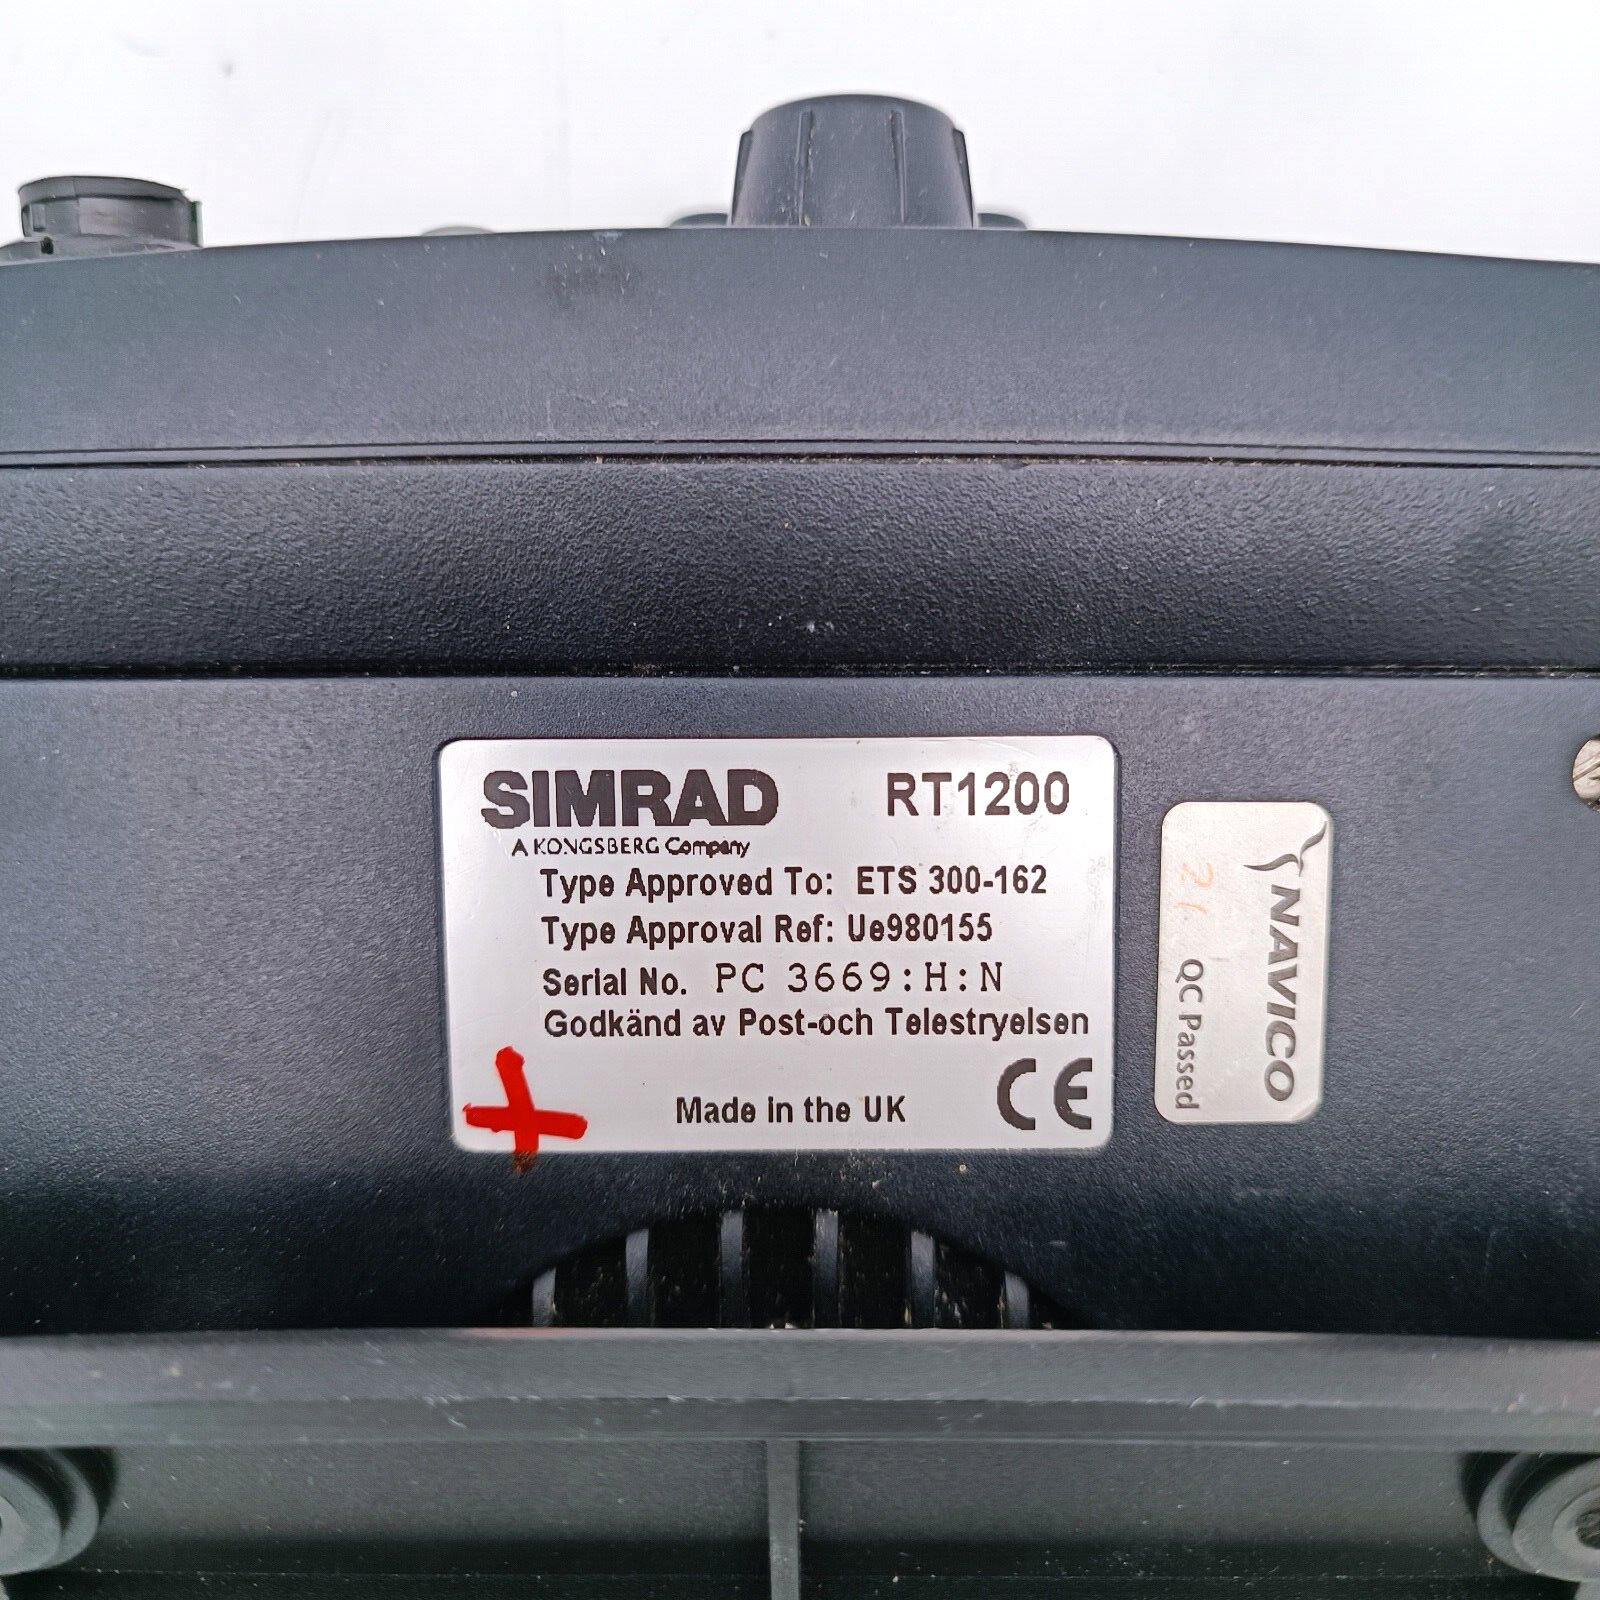 SIMRAD RT1200
A KONGSBERG Company
Type Approved To: ETS 300-162
Type Approval Ref: Ue980155
Serial No. PC 3669:H:N
Godkänd av Post-och Telestryelsen
Made in the UK CE
NAVICO
21 QC Passed